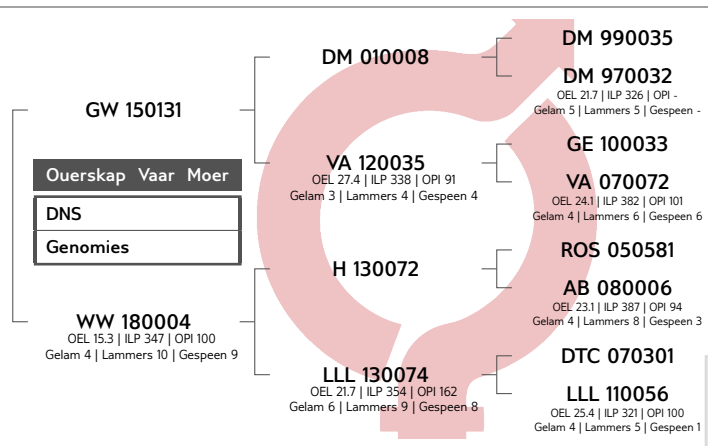 GW 150131
Ouerskap Vaar Moer
DNS
Genomies
WW 180004
OEL 15.3 | ILP 347 | OPI 100
Gelam 4 | Lammers 10 | Gespeen 9
DM 010008
VA 120035
OEL 27.4 | ILP 338 | OPI 91
Gelam 3 | Lammers 4 | Gespeen 4
H 130072
LLL 130074
OEL 21.7 | ILP 354 | OPI 162
Gelam 6 | Lammers 9 | Gespeen 8
DM 990035
DM 970032
OEL 21.7 | ILP 326 | OPI -
Gelam 5 | Lammers 5 | Gespeen -
GE 100033
VA 070072
OEL 24.1 | ILP 382 | OPI 101
Gelam 4 | Lammers 6 | Gespeen 6
ROS 050581
AB 080006
OEL 23.1 | ILP 387 | OPI 94
Gelam 4 | Lammers 8 | Gespeen 3
DTC 070301
LLL 110056
OEL 25.4 | ILP 321 | OPI 100
Gelam 4 | Lammers 5 | Gespeen 1